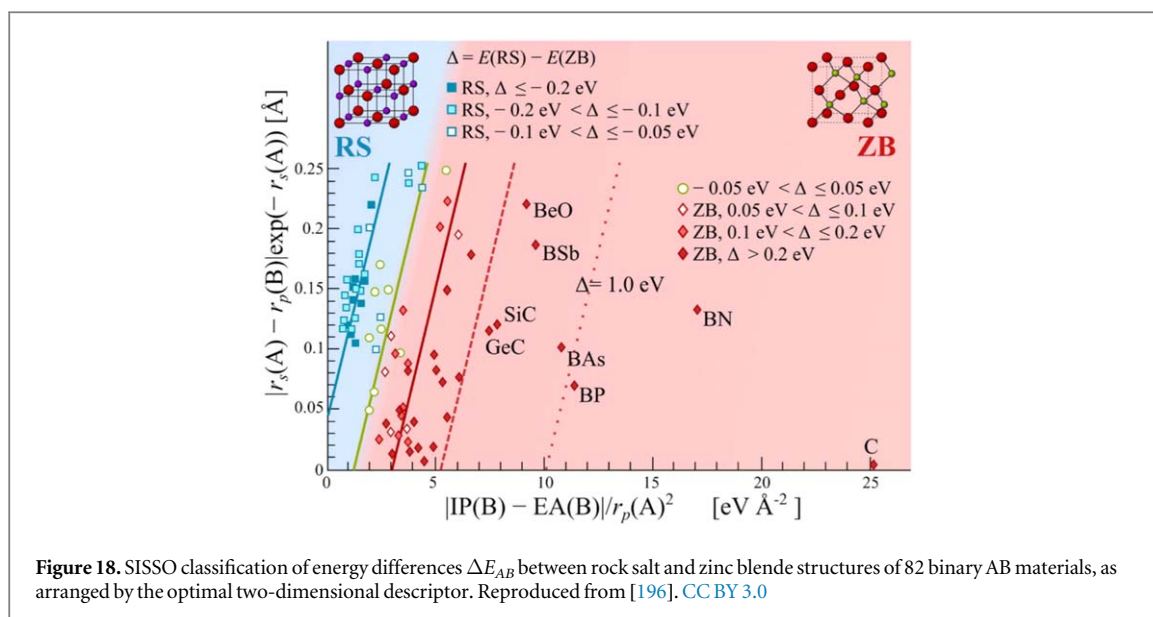 Δ = E(RS) − E(ZB)
RS, Δ ≤ − 0.2 eV
RS, − 0.2 eV < Δ ≤ − 0.1 eV
RS, − 0.1 eV < Δ ≤ − 0.05 eV
RS
ZB
− 0.05 eV < Δ ≤ 0.05 eV
ZB, 0.05 eV < Δ ≤ 0.1 eV
ZB, 0.1 eV < Δ ≤ 0.2 eV
ZB, Δ > 0.2 eV
|r_s(A) − r_p(B)|exp(− r_s(A)) [Å]
0.25
0.2
0.15
0.1
0.05
0
BeO
BSb
Δ= 1.0 eV
SiC
GeC
BN
BAs
BP
C
0 5 10 15 20 25
|IP(B) − EA(B)|/r_p(A)² [eV Å⁻² ]
Figure 18. SISSO classification of energy differences ΔE_AB between rock salt and zinc blende structures of 82 binary AB materials, as
arranged by the optimal two-dimensional descriptor. Reproduced from [196]. CC BY 3.0